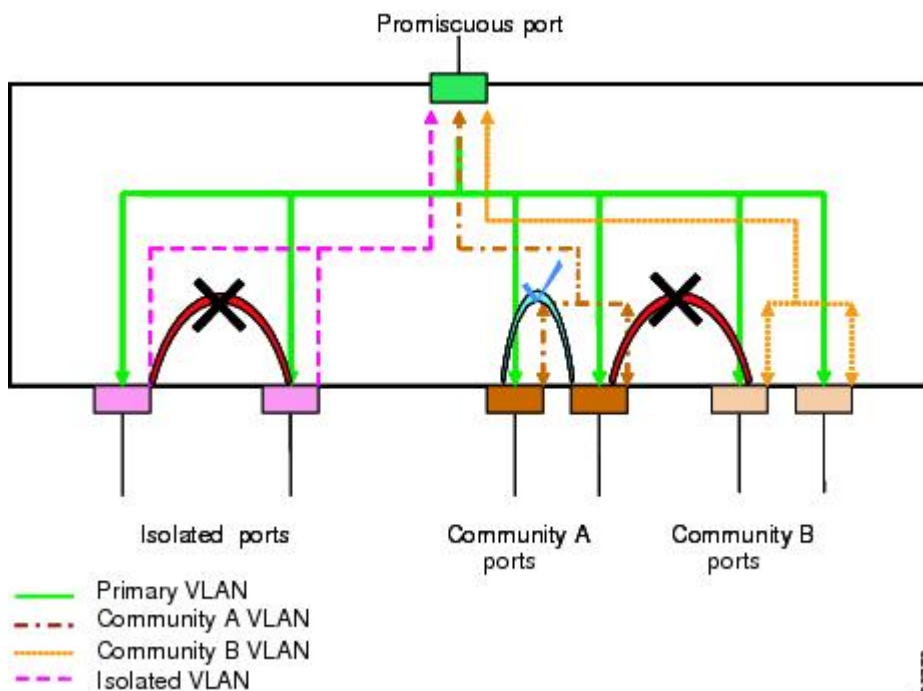 Promiscuous port
Isolated ports
Community A
ports
Community B
ports
Primary VLAN
Community A VLAN
Community B VLAN
Isolated VLAN